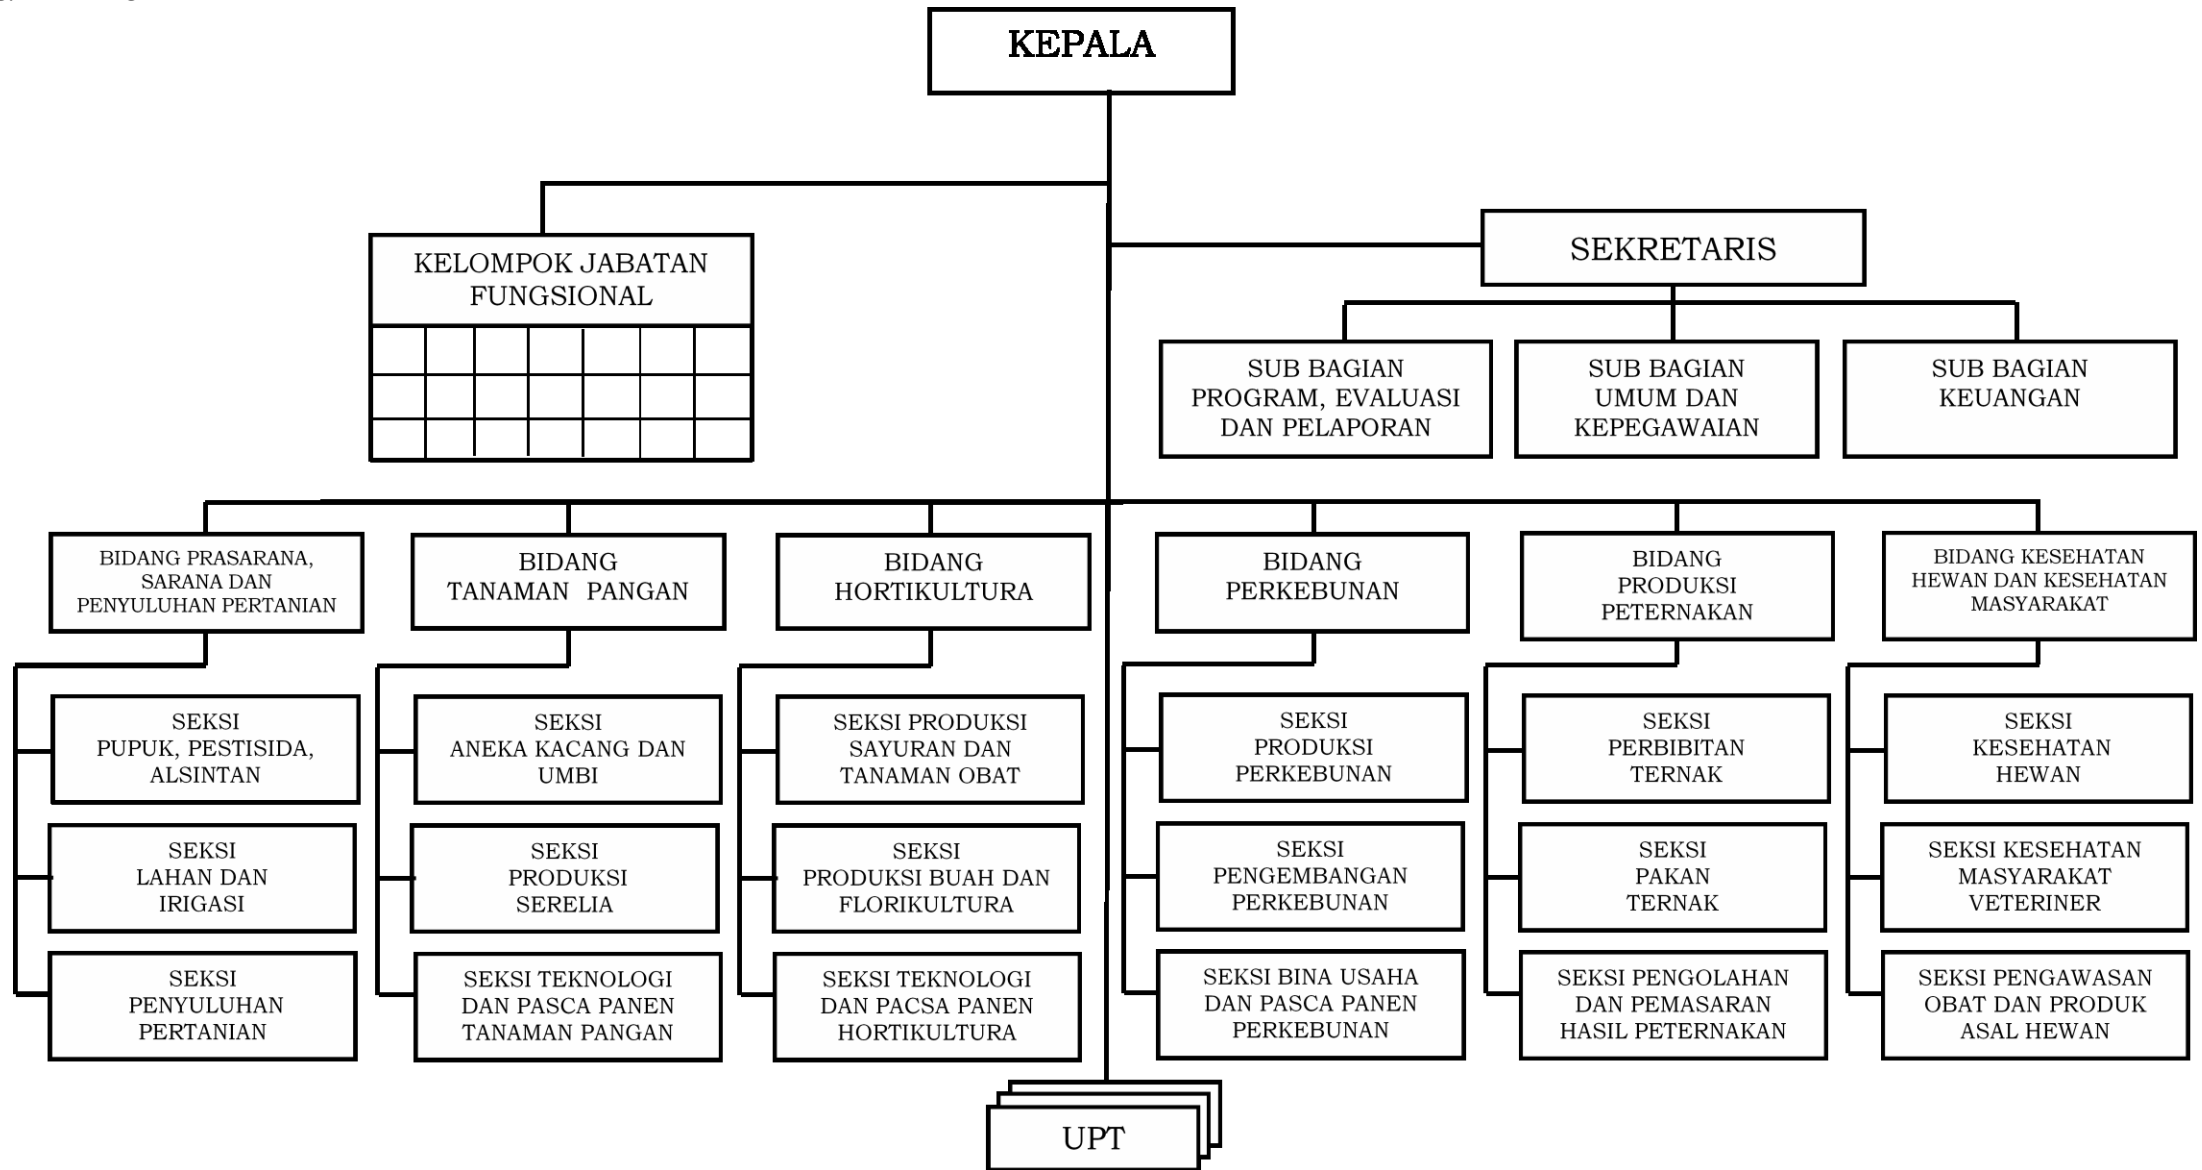 KEPALA
KELOMPOK JABATAN
FUNGSIONAL
SEKRETARIS
SUB BAGIAN
PROGRAM, EVALUASI
DAN PELAPORAN
SUB BAGIAN
UMUM DAN
KEPEGAWAIAN
SUB BAGIAN
KEUANGAN
BIDANG PRASARANA,
SARANA DAN
PENYULUHAN PERTANIAN
BIDANG
TANAMAN PANGAN
BIDANG
HORTIKULTURA
BIDANG
PERKEBUNAN
BIDANG
PRODUKSI
PETERNAKAN
BIDANG KESEHATAN
HEWAN DAN KESEHATAN
MASYARAKAT
SEKSI
PUPUK, PESTISIDA,
ALSINTAN
SEKSI
ANEKA KACANG DAN
UMBI
SEKSI PRODUKSI
SAYURAN DAN
TANAMAN OBAT
SEKSI
PRODUKSI
PERKEBUNAN
SEKSI
PERBIBITAN
TERNAK
SEKSI
KESEHATAN
HEWAN
SEKSI
LAHAN DAN
IRIGASI
SEKSI
PRODUKSI
SERELIA
SEKSI
PRODUKSI BUAH DAN
FLORIKULTURA
SEKSI
PENGEMBANGAN
PERKEBUNAN
SEKSI
PAKAN
TERNAK
SEKSI KESEHATAN
MASYARAKAT
VETERINER
SEKSI
PENYULUHAN
PERTANIAN
SEKSI TEKNOLOGI
DAN PASCA PANEN
TANAMAN PANGAN
SEKSI TEKNOLOGI
DAN PACSA PANEN
HORTIKULTURA
SEKSI BINA USAHA
DAN PASCA PANEN
PERKEBUNAN
SEKSI PENGOLAHAN
DAN PEMASARAN
HASIL PETERNAKAN
SEKSI PENGAWASAN
OBAT DAN PRODUK
ASAL HEWAN
UPT